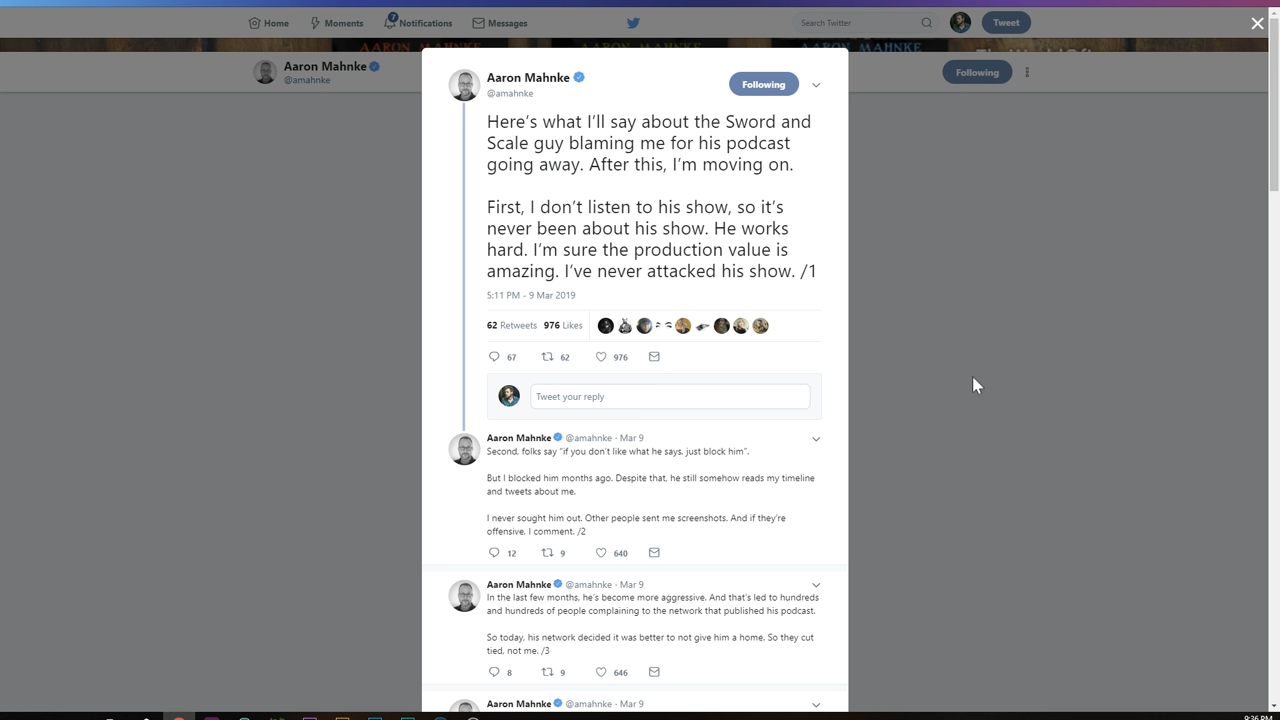 Home
Moments
7
Notifications
Messages
Search Twitter
Tweet
AARON MAHNKE
AARON MAHNKE
AARON MAHNKE
Aaron Mahnke
@amahnke
Following
Aaron Mahnke
@amahnke
Following
Here’s what I’ll say about the Sword and
Scale guy blaming me for his podcast
going away. After this, I’m moving on.
First, I don’t listen to his show, so it’s
never been about his show. He works
hard. I’m sure the production value is
amazing. I’ve never attacked his show. /1
5:11 PM - 9 Mar 2019
62 Retweets 976 Likes
67 62 976
Tweet your reply
Aaron Mahnke @amahnke · Mar 9
Second, folks say "if you don't like what he says, just block him".
But I blocked him months ago. Despite that, he still somehow reads my timeline
and tweets about me.
I never sought him out. Other people sent me screenshots. And if they’re
offensive, I comment. /2
12 9 640
Aaron Mahnke @amahnke · Mar 9
In the last few months, he’s become more aggressive. And that’s led to hundreds
and hundreds of people complaining to the network that published his podcast.
So today, his network decided it was better to not give him a home. So they cut
tied, not me. /3
8 9 646
Aaron Mahnke @amahnke · Mar 9
9:36 PM